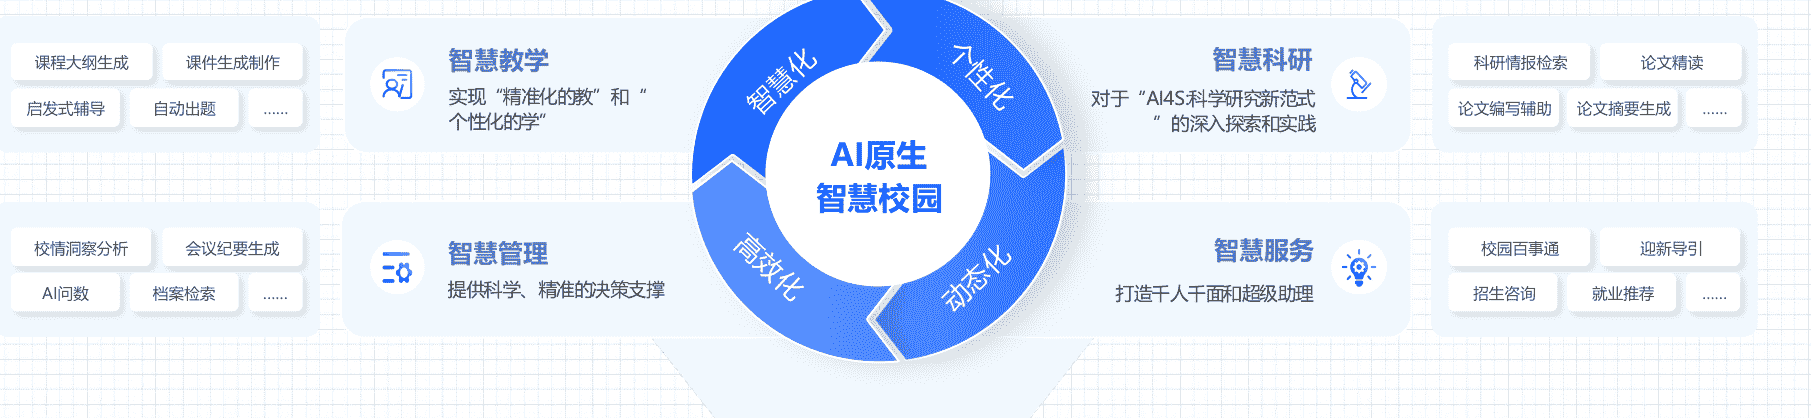 课程大纲生成
课件生成制作
启发式辅导
自动出题
……
智慧教学
实现“精准化的教”和“
个性化的学”
校情洞察分析
会议纪要生成
AI问数
档案检索
……
智慧管理
提供科学、精准的决策支撑
智慧化
个性化
高效化
动态化
AI原生
智慧校园
智慧科研
对于“AI4S:科学研究新范式
”的深入探索和实践
科研情报检索
论文精读
论文编写辅助
论文摘要生成
……
智慧服务
打造千人千面和超级助理
校园百事通
迎新导引
招生咨询
就业推荐
……